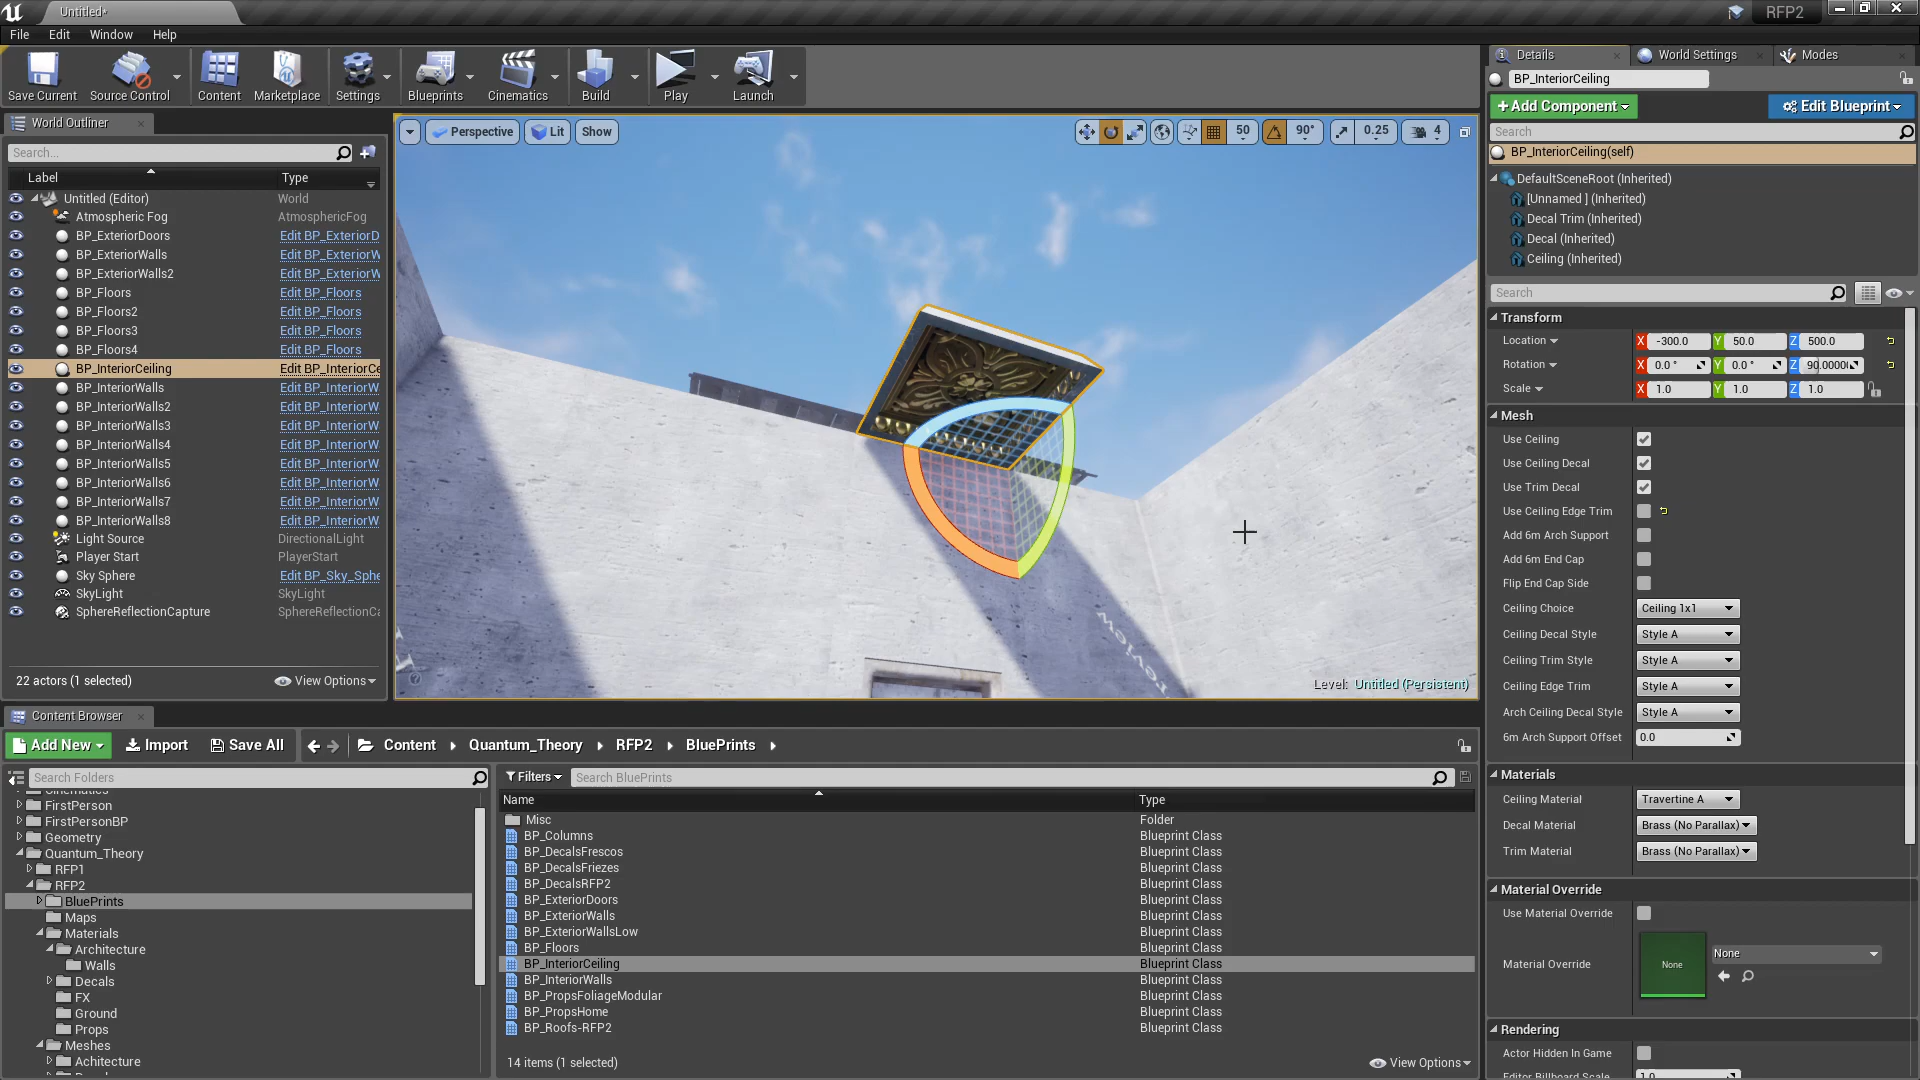 Untitled*
RFP2
File Edit Window Help
Save Current Source Control Content Marketplace Settings Blueprints Cinematics Build Play Launch
World Outliner
Search...
Label Type
Untitled (Editor) World
Atmospheric Fog AtmosphericFog
BP_ExteriorDoors Edit BP_ExteriorD
BP_ExteriorWalls Edit BP_ExteriorW
BP_ExteriorWalls2 Edit BP_ExteriorW
BP_Floors Edit BP_Floors
BP_Floors2 Edit BP_Floors
BP_Floors3 Edit BP_Floors
BP_Floors4 Edit BP_Floors
BP_InteriorCeiling Edit BP_InteriorCe
BP_InteriorWalls Edit BP_InteriorW
BP_InteriorWalls2 Edit BP_InteriorW
BP_InteriorWalls3 Edit BP_InteriorW
BP_InteriorWalls4 Edit BP_InteriorW
BP_InteriorWalls5 Edit BP_InteriorW
BP_InteriorWalls6 Edit BP_InteriorW
BP_InteriorWalls7 Edit BP_InteriorW
BP_InteriorWalls8 Edit BP_InteriorW
Light Source DirectionalLight
Player Start PlayerStart
Sky Sphere Edit BP_Sky_Sphe
SkyLight SkyLight
SphereReflectionCapture SphereReflectionCa
22 actors (1 selected) View Options
Perspective Lit Show 50 90° 0.25 4
Level: Untitled (Persistent)
Details World Settings Modes
BP_InteriorCeiling
+Add Component Edit Blueprint
Search
BP_InteriorCeiling(self)
DefaultSceneRoot (Inherited)
[Unnamed ] (Inherited)
Decal Trim (Inherited)
Decal (Inherited)
Ceiling (Inherited)
Search
Transform
Location X -300.0 Y 50.0 Z 500.0
Rotation X 0.0 ° Y 0.0 ° Z 90.0000
Scale X 1.0 Y 1.0 Z 1.0
Mesh
Use Ceiling
Use Ceiling Decal
Use Trim Decal
Use Ceiling Edge Trim
Add 6m Arch Support
Add 6m End Cap
Flip End Cap Side
Ceiling Choice Ceiling 1x1
Ceiling Decal Style Style A
Ceiling Trim Style Style A
Ceiling Edge Trim Style A
Arch Ceiling Decal Style Style A
6m Arch Support Offset 0.0
Materials
Ceiling Material Travertine A
Decal Material Brass (No Parallax)
Trim Material Brass (No Parallax)
Material Override
Use Material Override
Material Override None None
Rendering
Actor Hidden In Game
Editor Billboard Scale 1.0
Content Browser
Add New Import Save All Content Quantum_Theory RFP2 BluePrints
Search Folders
Cinematics
FirstPerson
FirstPersonBP
Geometry
Quantum_Theory
RFP1
RFP2
BluePrints
Maps
Materials
Architecture
Walls
Decals
FX
Ground
Props
Meshes
Achitecture
Filters Search BluePrints
Name Type
Misc Folder
BP_Columns Blueprint Class
BP_DecalsFrescos Blueprint Class
BP_DecalsFriezes Blueprint Class
BP_DecalsRFP2 Blueprint Class
BP_ExteriorDoors Blueprint Class
BP_ExteriorWalls Blueprint Class
BP_ExteriorWallsLow Blueprint Class
BP_Floors Blueprint Class
BP_InteriorCeiling Blueprint Class
BP_InteriorWalls Blueprint Class
BP_PropsFoliageModular Blueprint Class
BP_PropsHome Blueprint Class
BP_Roofs-RFP2 Blueprint Class
14 items (1 selected) View Options